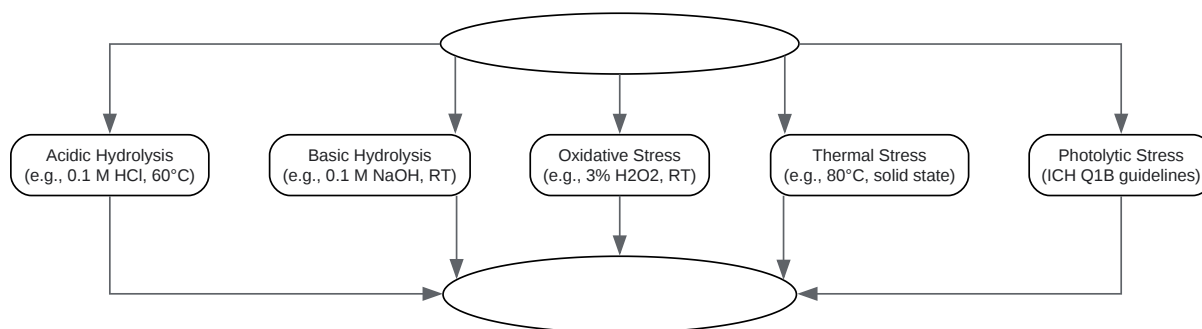 Acidic Hydrolysis
(e.g., 0.1 M HCl, 60°C)
Basic Hydrolysis
(e.g., 0.1 M NaOH, RT)
Oxidative Stress
(e.g., 3% H2O2, RT)
Thermal Stress
(e.g., 80°C, solid state)
Photolytic Stress
(ICH Q1B guidelines)